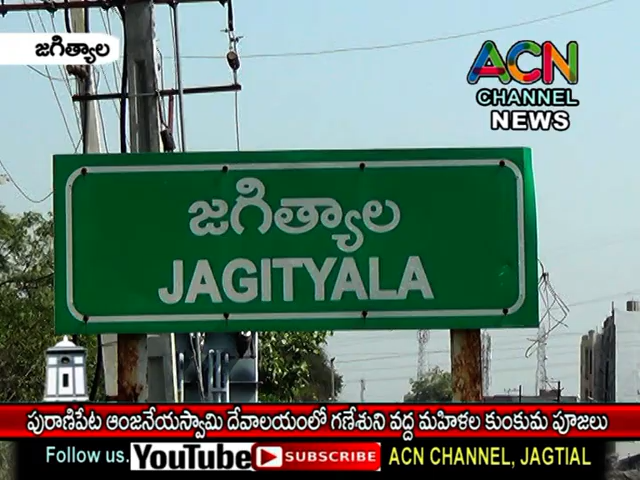 జగిత్యాల
ACN
CHANNEL
NEWS
జగిత్యాల
JAGITYALA
పురాణిపేట ఆంజనేయస్వామి దేవాలయంలో గణేశుని వద్ద మహిళల కుంకుమ పూజలు
Follow us. YouTube SUBSCRIBE ACN CHANNEL, JAGTIAL